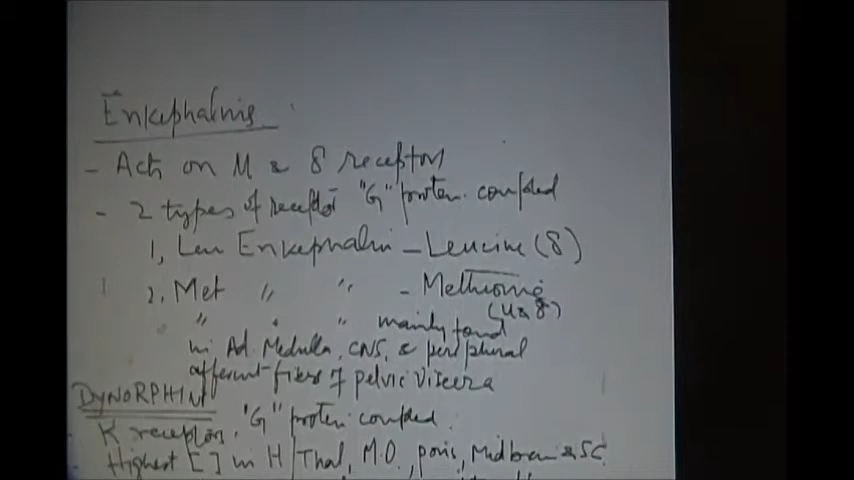 Enkephalins
- Acts on M & δ receptors
- 2 types of receptor "G" protein coupled
1, Leu Enkephalin - Leucine (δ)
2. Met " " - Methionine
(M & δ)
" " " mainly found
in Ad. Medulla, CNS, & peripheral
afferent fibers of pelvic viscera
DYNORPHIN
- K receptors. "G" protein coupled.
- Highest [ ] in H/Thal, M.O., pons, Midbrain & SC